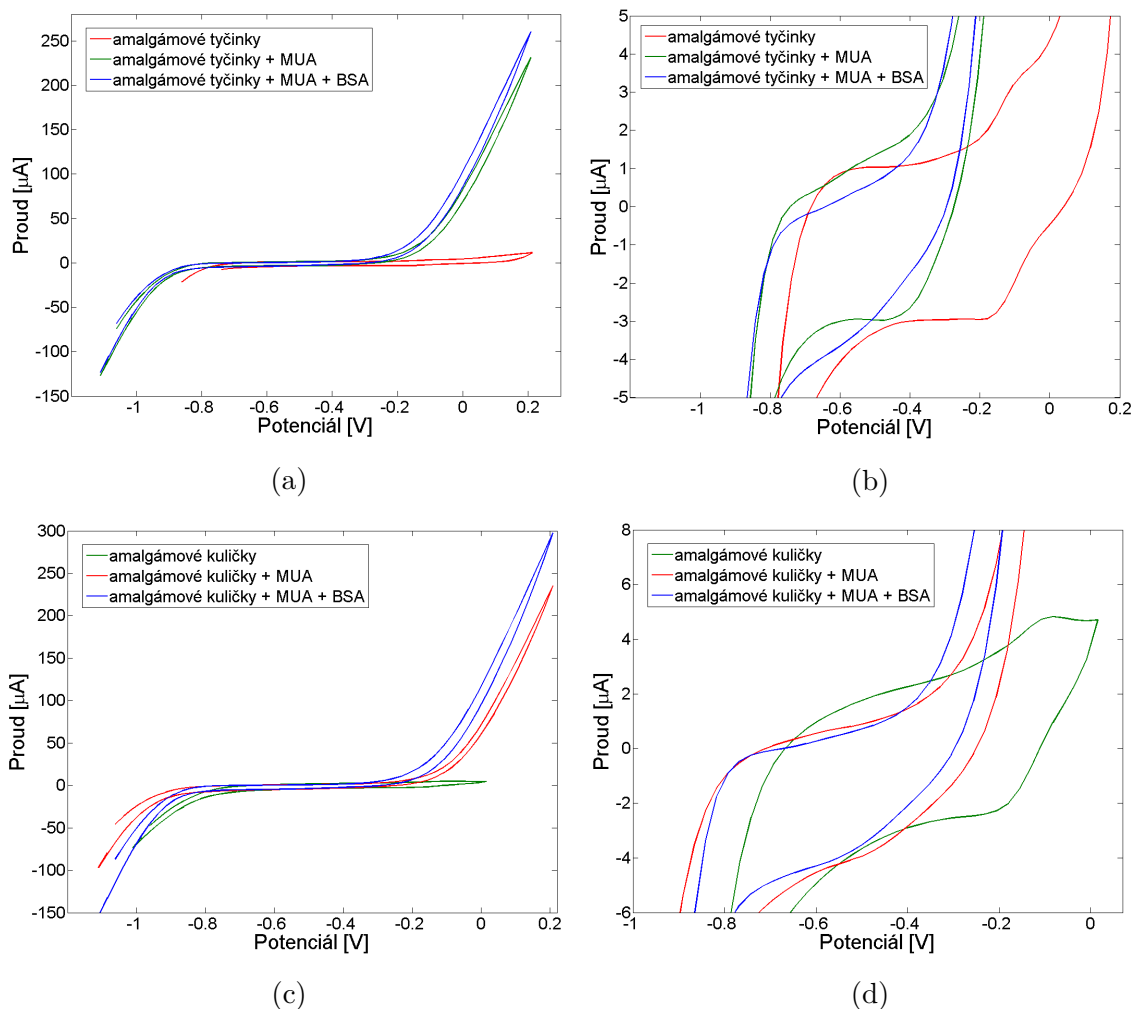 amalgámové tyčinky
amalgámové tyčinky + MUA
amalgámové tyčinky + MUA + BSA
250
200
150
100
50
0
-50
-100
-150
Proud [µA]
-1 -0.8 -0.6 -0.4 -0.2 0 0.2
Potenciál [V]
(a)
amalgámové tyčinky
amalgámové tyčinky + MUA
amalgámové tyčinky + MUA + BSA
5
4
3
2
1
0
-1
-2
-3
-4
-5
Proud [µA]
-1 -0.8 -0.6 -0.4 -0.2 0 0.2
Potenciál [V]
(b)
amalgámové kuličky
amalgámové kuličky + MUA
amalgámové kuličky + MUA + BSA
300
250
200
150
100
50
0
-50
-100
-150
Proud [µA]
-1 -0.8 -0.6 -0.4 -0.2 0 0.2
Potenciál [V]
(c)
amalgámové kuličky
amalgámové kuličky + MUA
amalgámové kuličky + MUA + BSA
8
6
4
2
0
-2
-4
-6
Proud [µA]
-1 -0.8 -0.6 -0.4 -0.2 0
Potenciál [V]
(d)